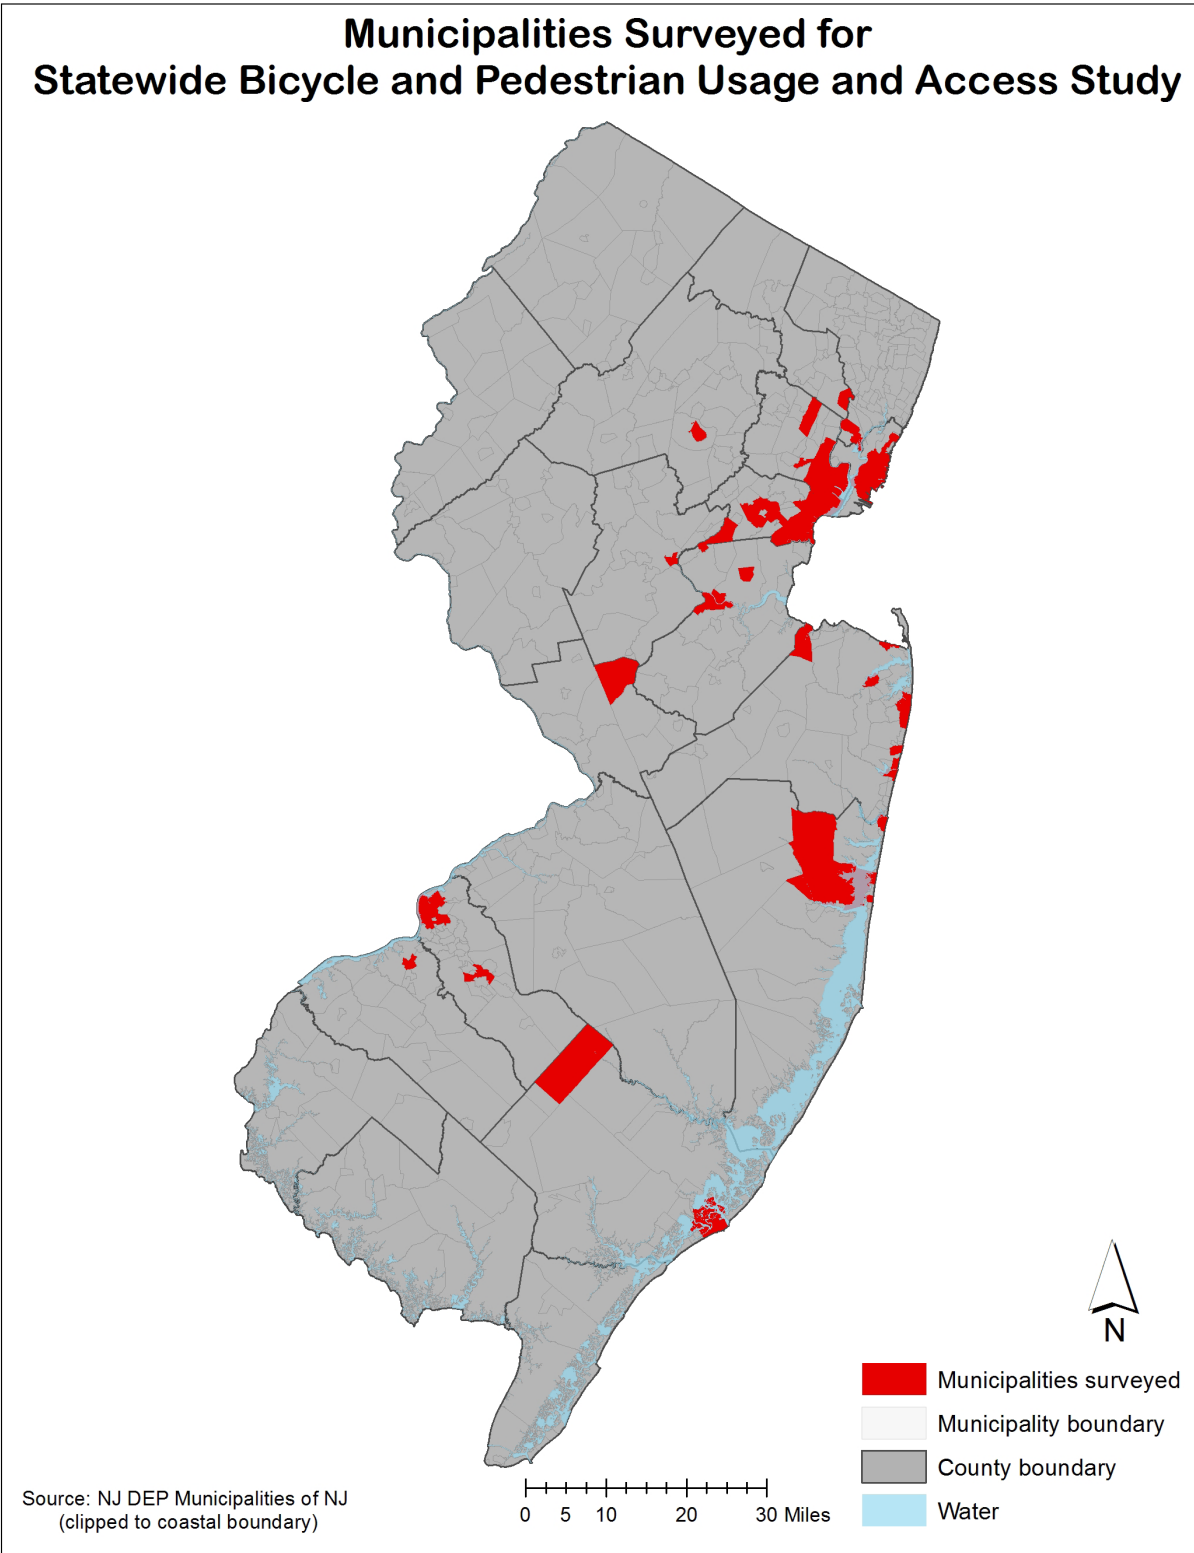 Municipalities Surveyed for
Statewide Bicycle and Pedestrian Usage and Access Study
N
Municipalities surveyed
Municipality boundary
County boundary
Water
Source: NJ DEP Municipalities of NJ
(clipped to coastal boundary)
0 5 10 20 30 Miles